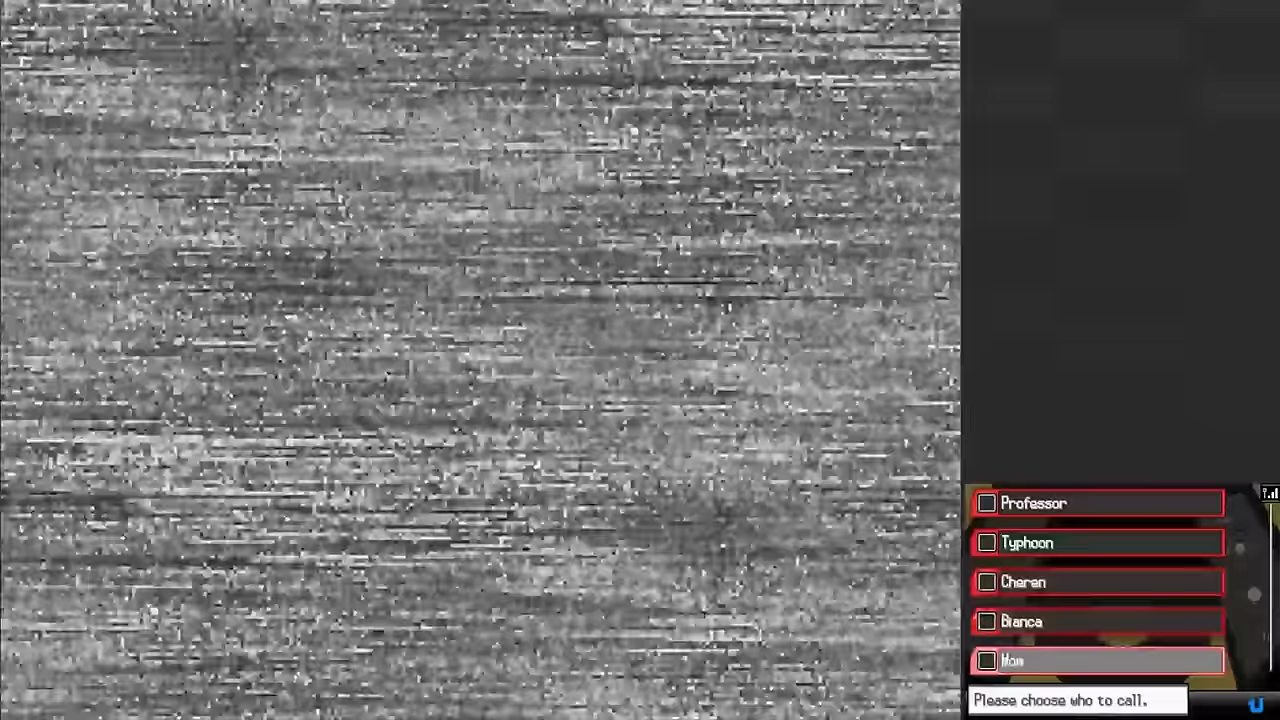 Professor
Typhoon
Cheren
Bianca
Mom
Please choose who to call.